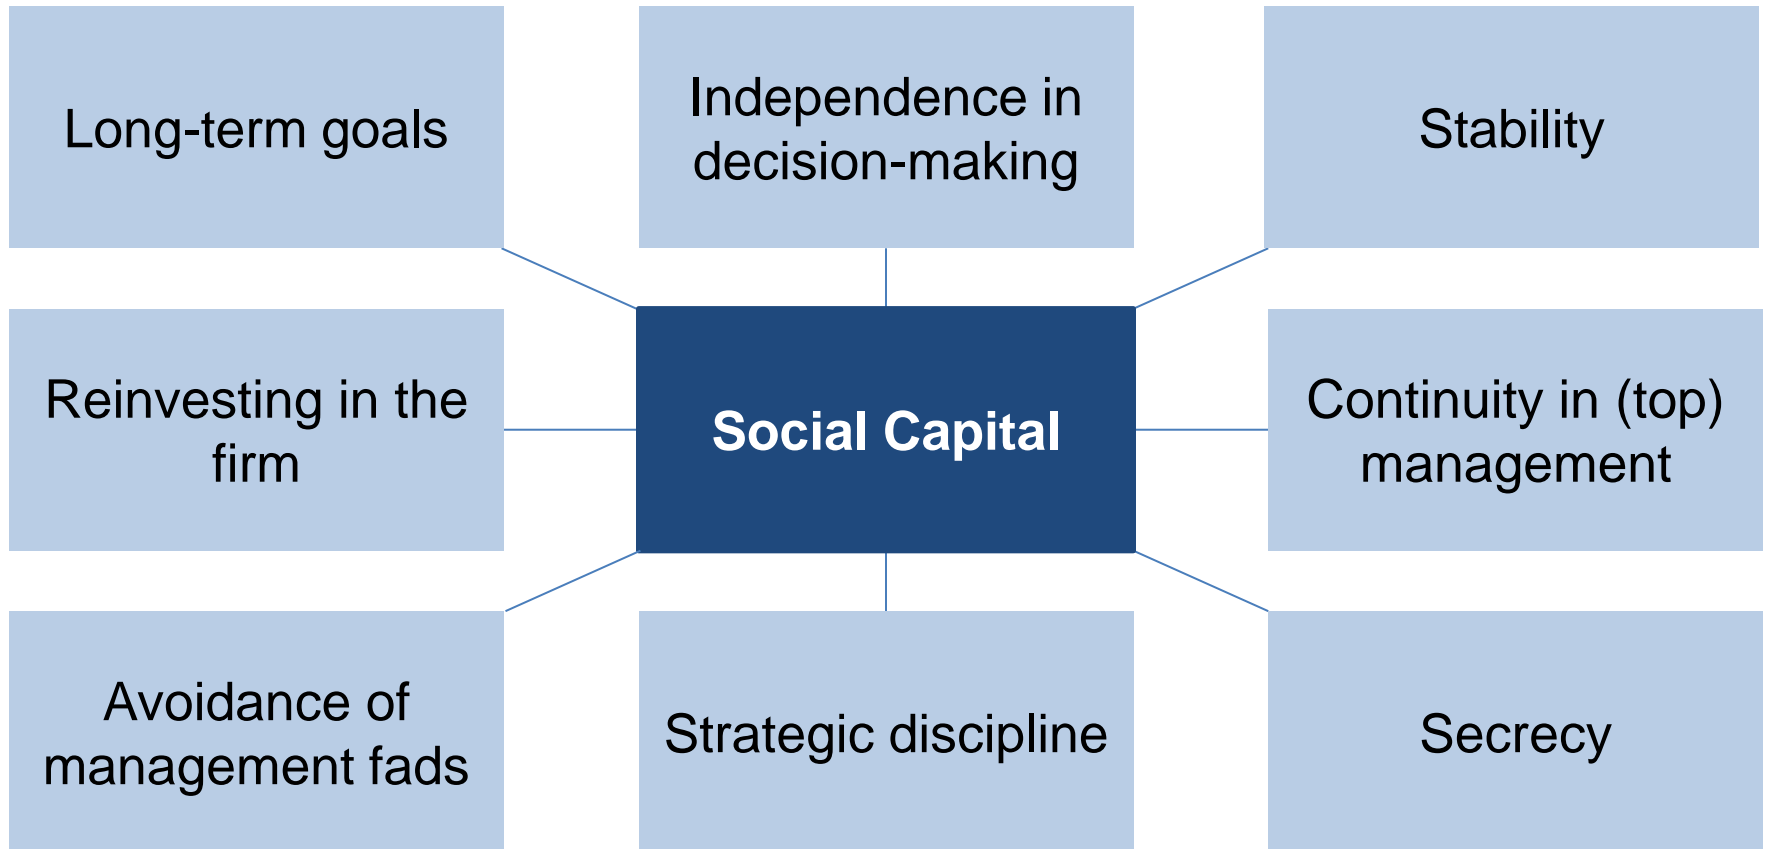 Long-term goals
Independence in
decision-making
Stability
Reinvesting in the
firm
Social Capital
Continuity in (top)
management
Avoidance of
management fads
Strategic discipline
Secrecy